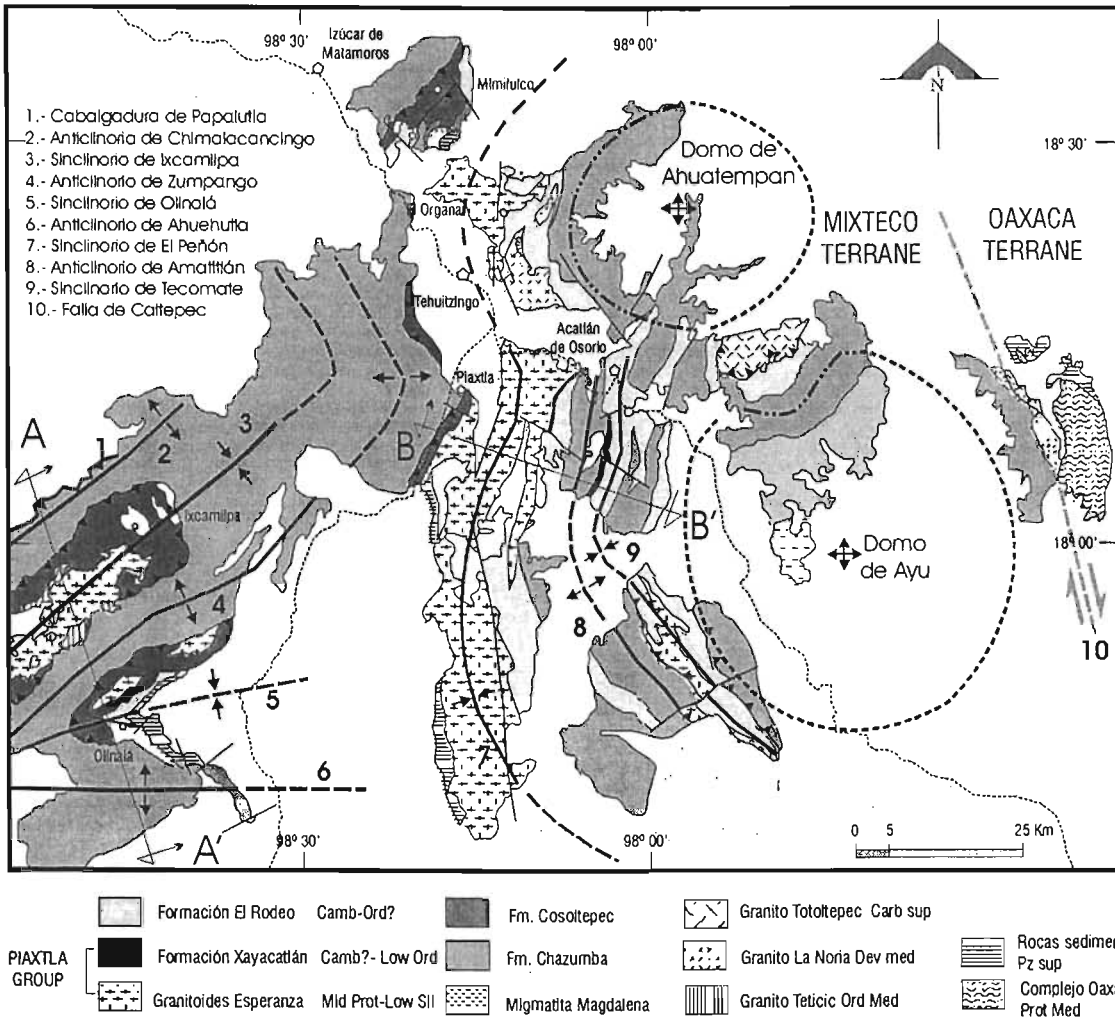 98° 30'
Izúcar de
Matamoros
98° 00'
Mimilulco
N
1.- Cabalgadura de Papalutla
2.- Anticlinoria de Chimalacancingo
3.- Sinclinorio de Ixcamilpa
4.- Anticlinorio de Zumpango
5.- Sinclinorio de Olinalá
6.- Anticlinorio de Ahuehutla
7.- Sinclinorio de El Peñón
8.- Anticlinorio de Amatitlán
9.- Sinclinorio de Tecomate
10.- Falla de Caltepec
18° 30'
Domo de
Ahuatempan
MIXTECO
TERRANE
OAXACA
TERRANE
Organal
Tehuitzingo
Acatlán
de Osorio
Piaxtla
A
1
2
3
B
Ixcamilpa
4
B'
18° 00'
Domo
de Ayu
9
8
10
5
Olinalá
7
6
A'
98° 30'
98° 00'
0 5 25 Km
Formación El Rodeo Camb-Ord?
Fm. Cosoltepec
Granito Totoltepec Carb sup
PIAXTLA
GROUP
Formación Xayacatlán Camb?- Low Ord
Fm. Chazumba
Granito La Noria Dev med
Rocas sedimen
Pz sup
Granitoides Esperanza Mid Prot-Low Sil
Migmatita Magdalena
Granito Teticic Ord Med
Complejo Oaxa
Prot Med